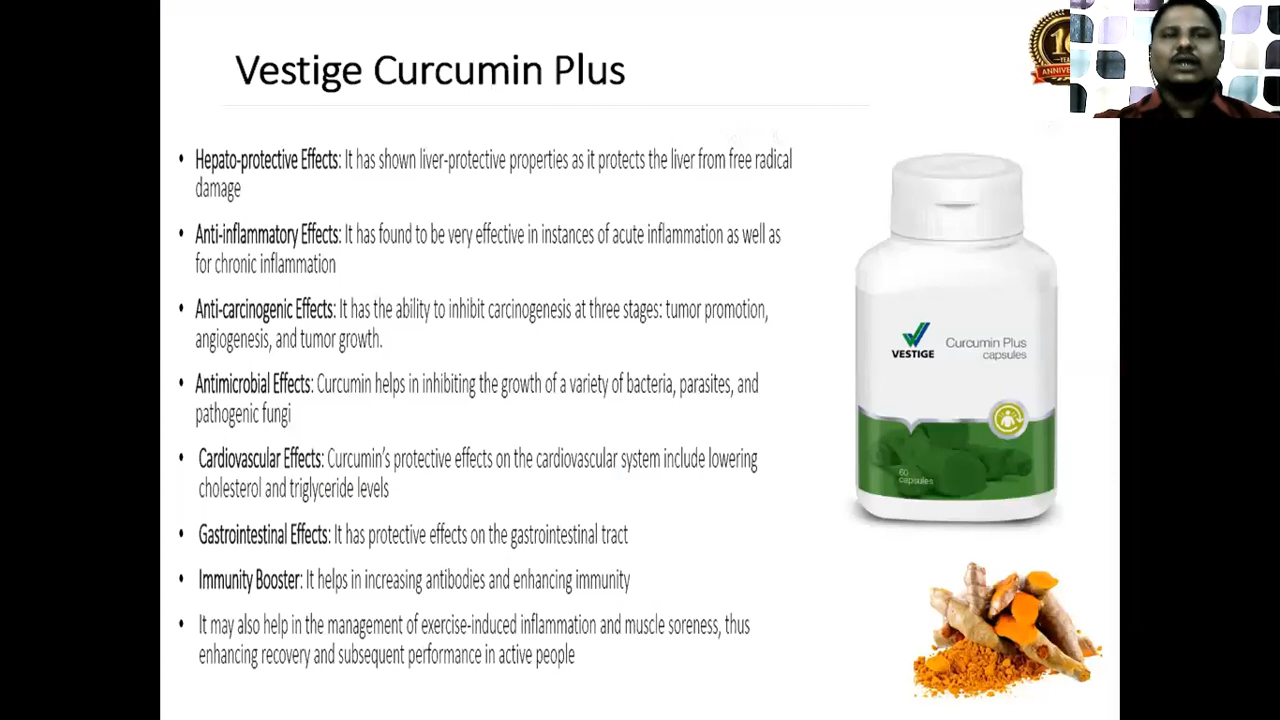 Vestige Curcumin Plus
• Hepato-protective Effects: It has shown liver-protective properties as it protects the liver from free radical
damage
• Anti-inflammatory Effects: It has found to be very effective in instances of acute inflammation as well as
for chronic inflammation
• Anti-carcinogenic Effects: It has the ability to inhibit carcinogenesis at three stages: tumor promotion,
angiogenesis, and tumor growth.
• Antimicrobial Effects: Curcumin helps in inhibiting the growth of a variety of bacteria, parasites, and
pathogenic fungi
• Cardiovascular Effects: Curcumin's protective effects on the cardiovascular system include lowering
cholesterol and triglyceride levels
• Gastrointestinal Effects: It has protective effects on the gastrointestinal tract
• Immunity Booster: It helps in increasing antibodies and enhancing immunity
• It may also help in the management of exercise-induced inflammation and muscle soreness, thus
enhancing recovery and subsequent performance in active people
VESTIGE
Curcumin Plus
capsules
60
capsules